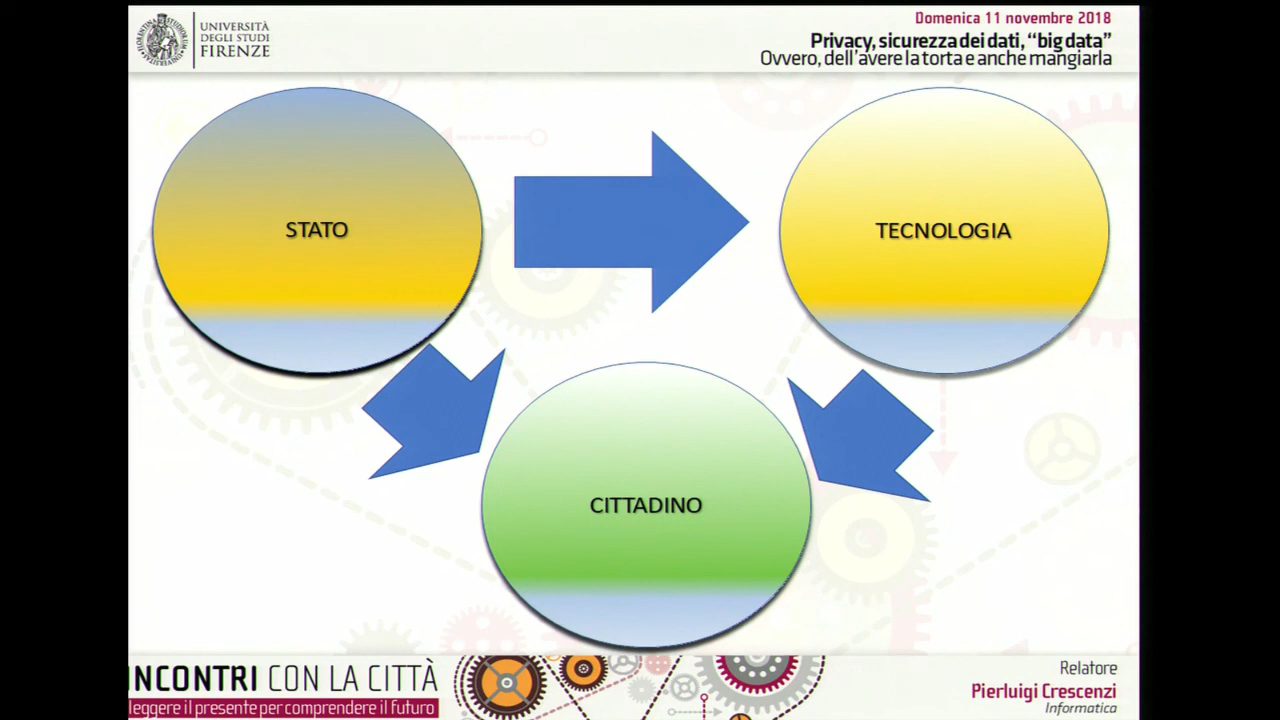 UNIVERSITÀ
DEGLI STUDI
FIRENZE
Domenica 11 novembre 2018
Privacy, sicurezza dei dati, “big data”
Ovvero, dell'avere la torta e anche mangiarla
STATO
TECNOLOGIA
CITTADINO
INCONTRI CON LA CITTÀ
leggere il presente per comprendere il futuro
Relatore
Pierluigi Crescenzi
Informatica